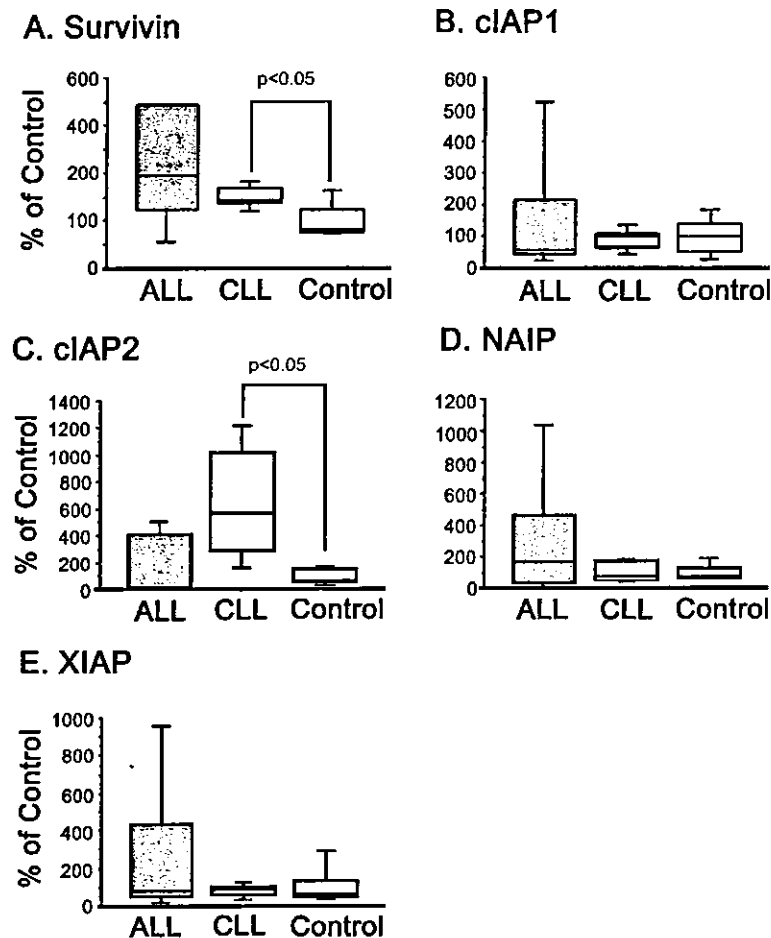 A. Survivin
B. cIAP1
% of Control
600
400
200
100
0
p<0.05
ALL CLL Control
600
500
400
300
200
100
0
ALL CLL Control
C. cIAP2
D. NAIP
% of Control
1400
1200
1000
800
600
400
200
0
p<0.05
ALL CLL Control
1200
1000
800
600
400
200
0
ALL CLL Control
E. XIAP
% of Control
1000
800
600
400
200
0
ALL CLL Control